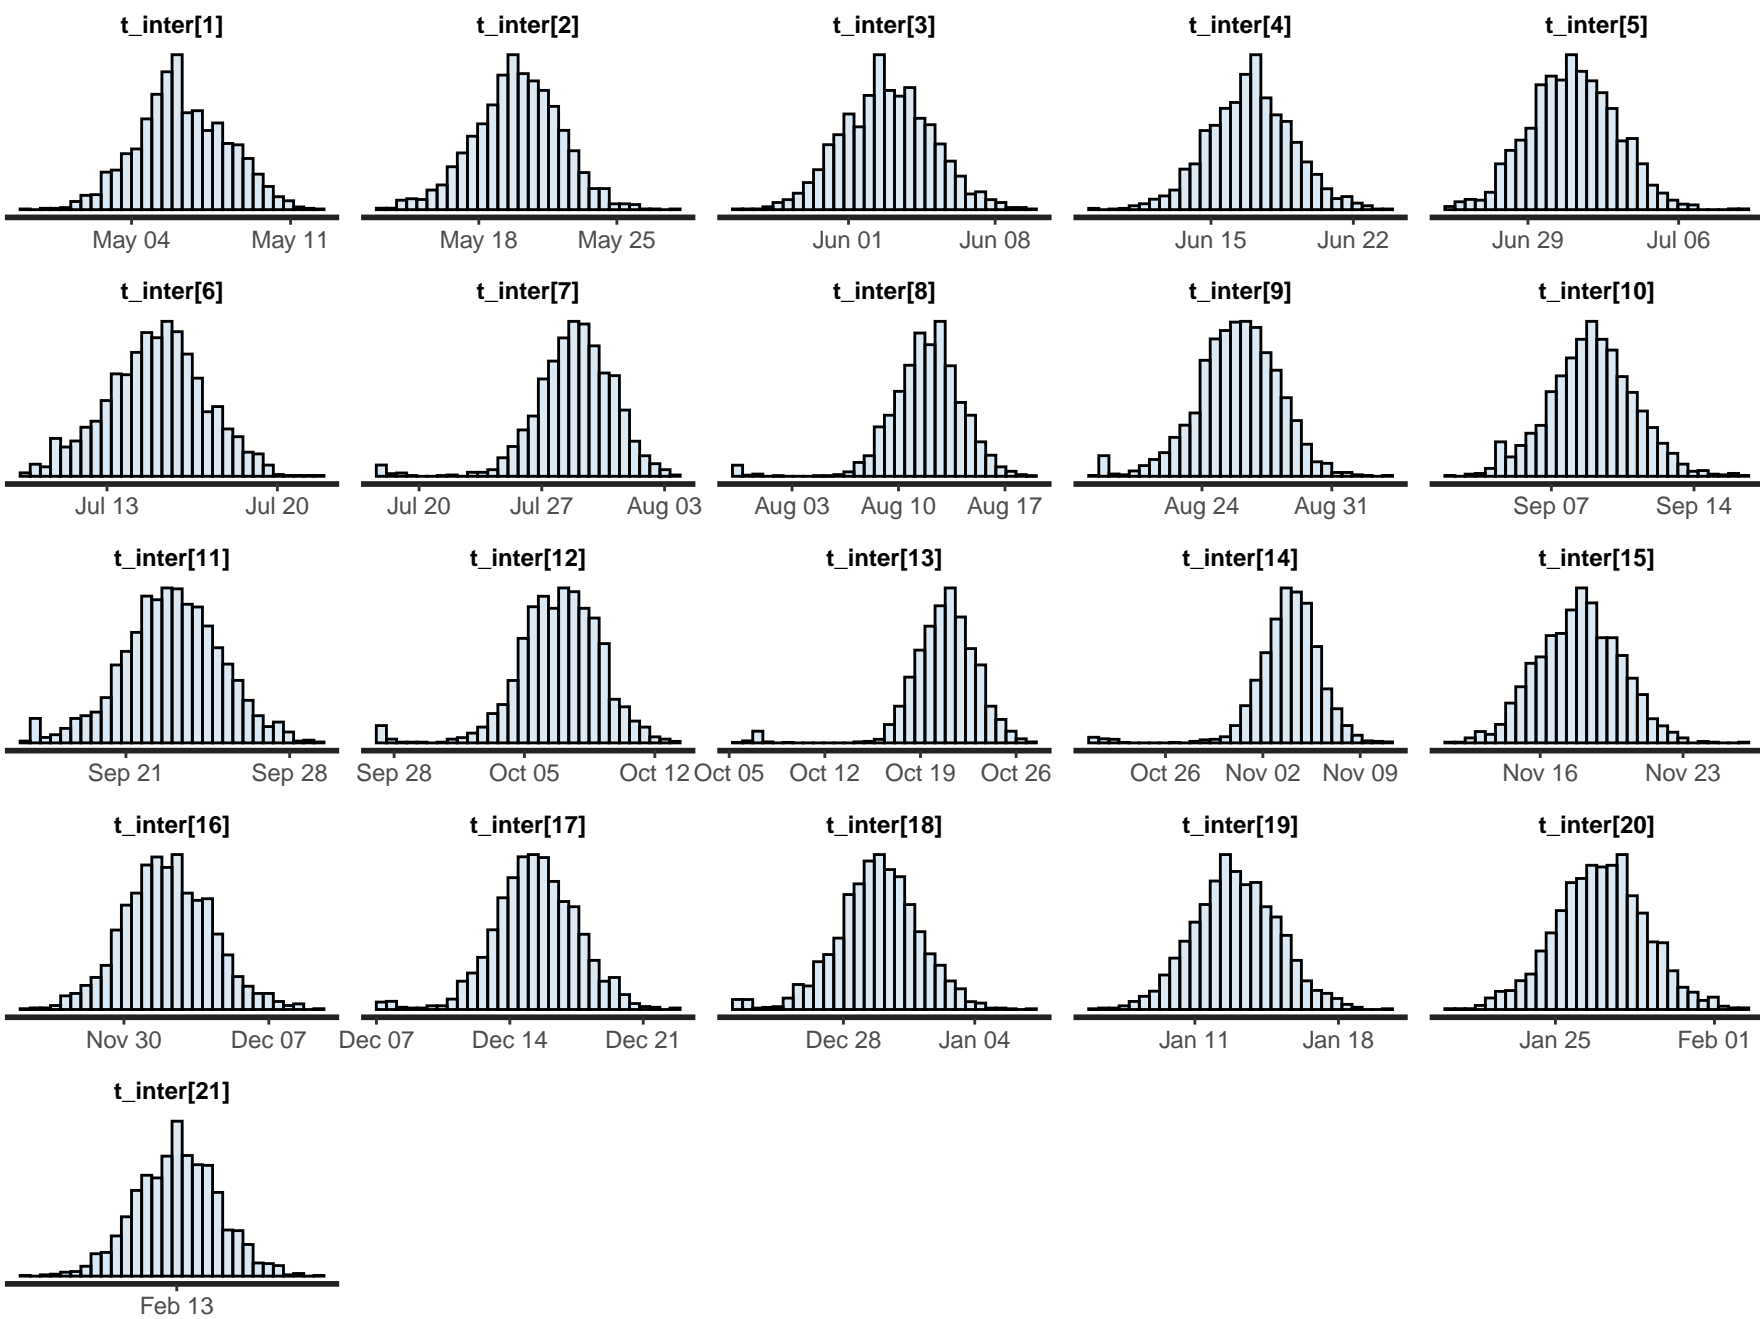 t_inter[1] t_inter[2] t_inter[3] t_inter[4] t_inter[5]
May 04 May 11 May 18 May 25 Jun 01 Jun 08 Jun 15 Jun 22 Jun 29 Jul 06
t_inter[6] t_inter[7] t_inter[8] t_inter[9] t_inter[10]
Jul 13 Jul 20 Jul 20 Jul 27 Aug 03 Aug 03 Aug 10 Aug 17 Aug 24 Aug 31 Sep 07 Sep 14
t_inter[11] t_inter[12] t_inter[13] t_inter[14] t_inter[15]
Sep 21 Sep 28 Sep 28 Oct 05 Oct 12 Oct 05 Oct 12 Oct 19 Oct 26 Oct 26 Nov 02 Nov 09 Nov 16 Nov 23
t_inter[16] t_inter[17] t_inter[18] t_inter[19] t_inter[20]
Nov 30 Dec 07 Dec 07 Dec 14 Dec 21 Dec 28 Jan 04 Jan 11 Jan 18 Jan 25 Feb 01
t_inter[21]
Feb 13